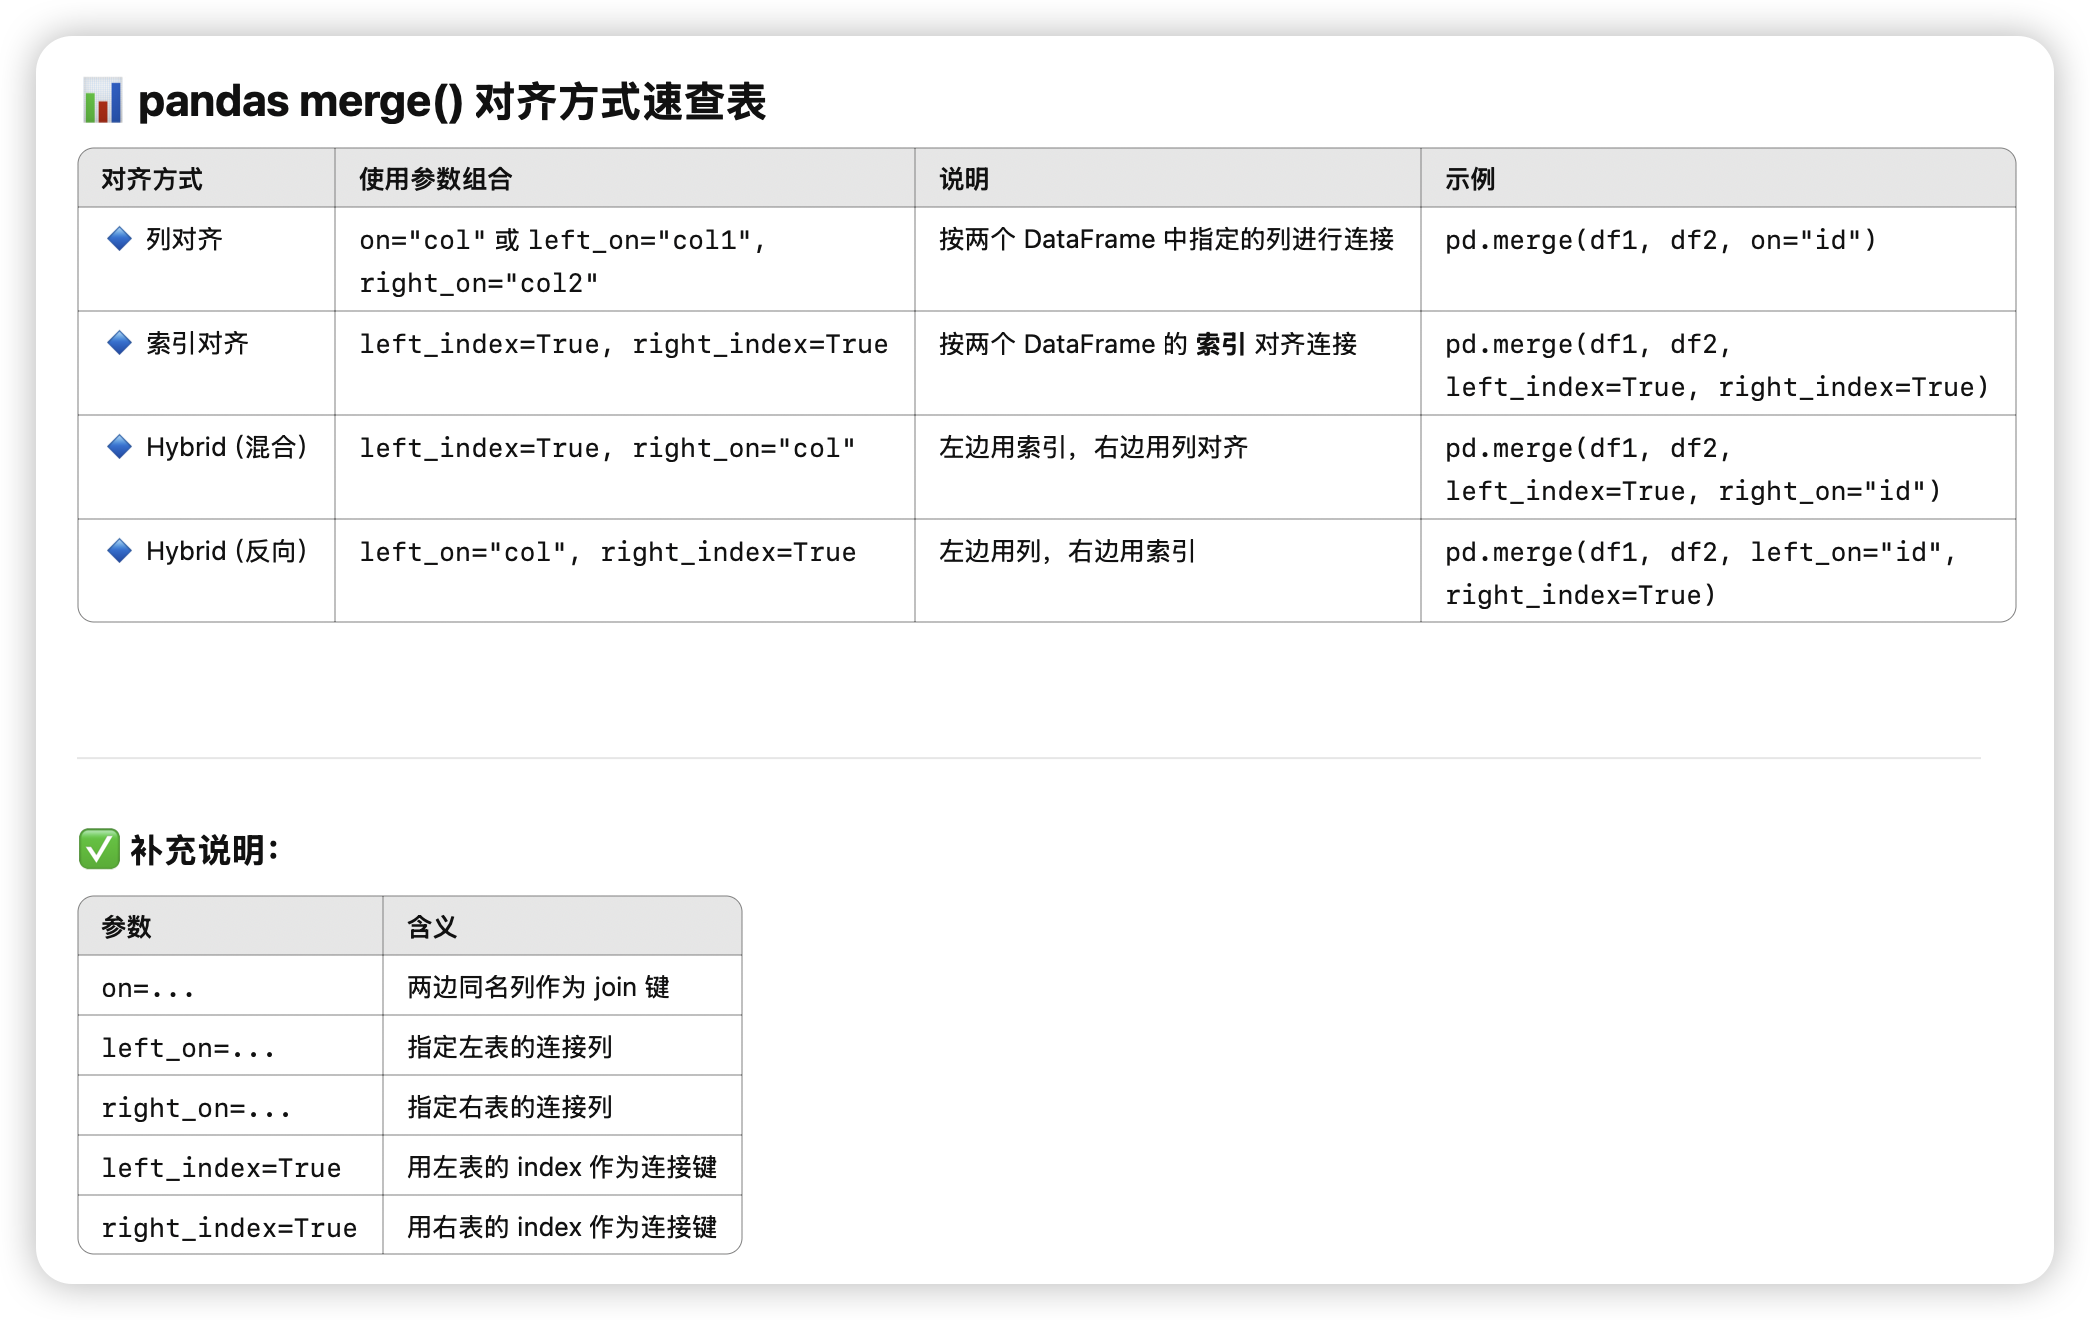 📊 pandas merge() 对齐方式速查表
对齐方式 使用参数组合 说明 示例
🔷 列对齐 on="col" 或 left_on="col1", 按两个 DataFrame 中指定的列进行连接 pd.merge(df1, df2, on="id")
right_on="col2"
🔷 索引对齐 left_index=True, right_index=True 按两个 DataFrame 的 索引 对齐连接 pd.merge(df1, df2,
left_index=True, right_index=True)
🔷 Hybrid (混合) left_index=True, right_on="col" 左边用索引，右边用列对齐 pd.merge(df1, df2,
left_index=True, right_on="id")
🔷 Hybrid (反向) left_on="col", right_index=True 左边用列，右边用索引 pd.merge(df1, df2, left_on="id",
right_index=True)
✅ 补充说明：
参数 含义
on=... 两边同名列作为 join 键
left_on=... 指定左表的连接列
right_on=... 指定右表的连接列
left_index=True 用左表的 index 作为连接键
right_index=True 用右表的 index 作为连接键